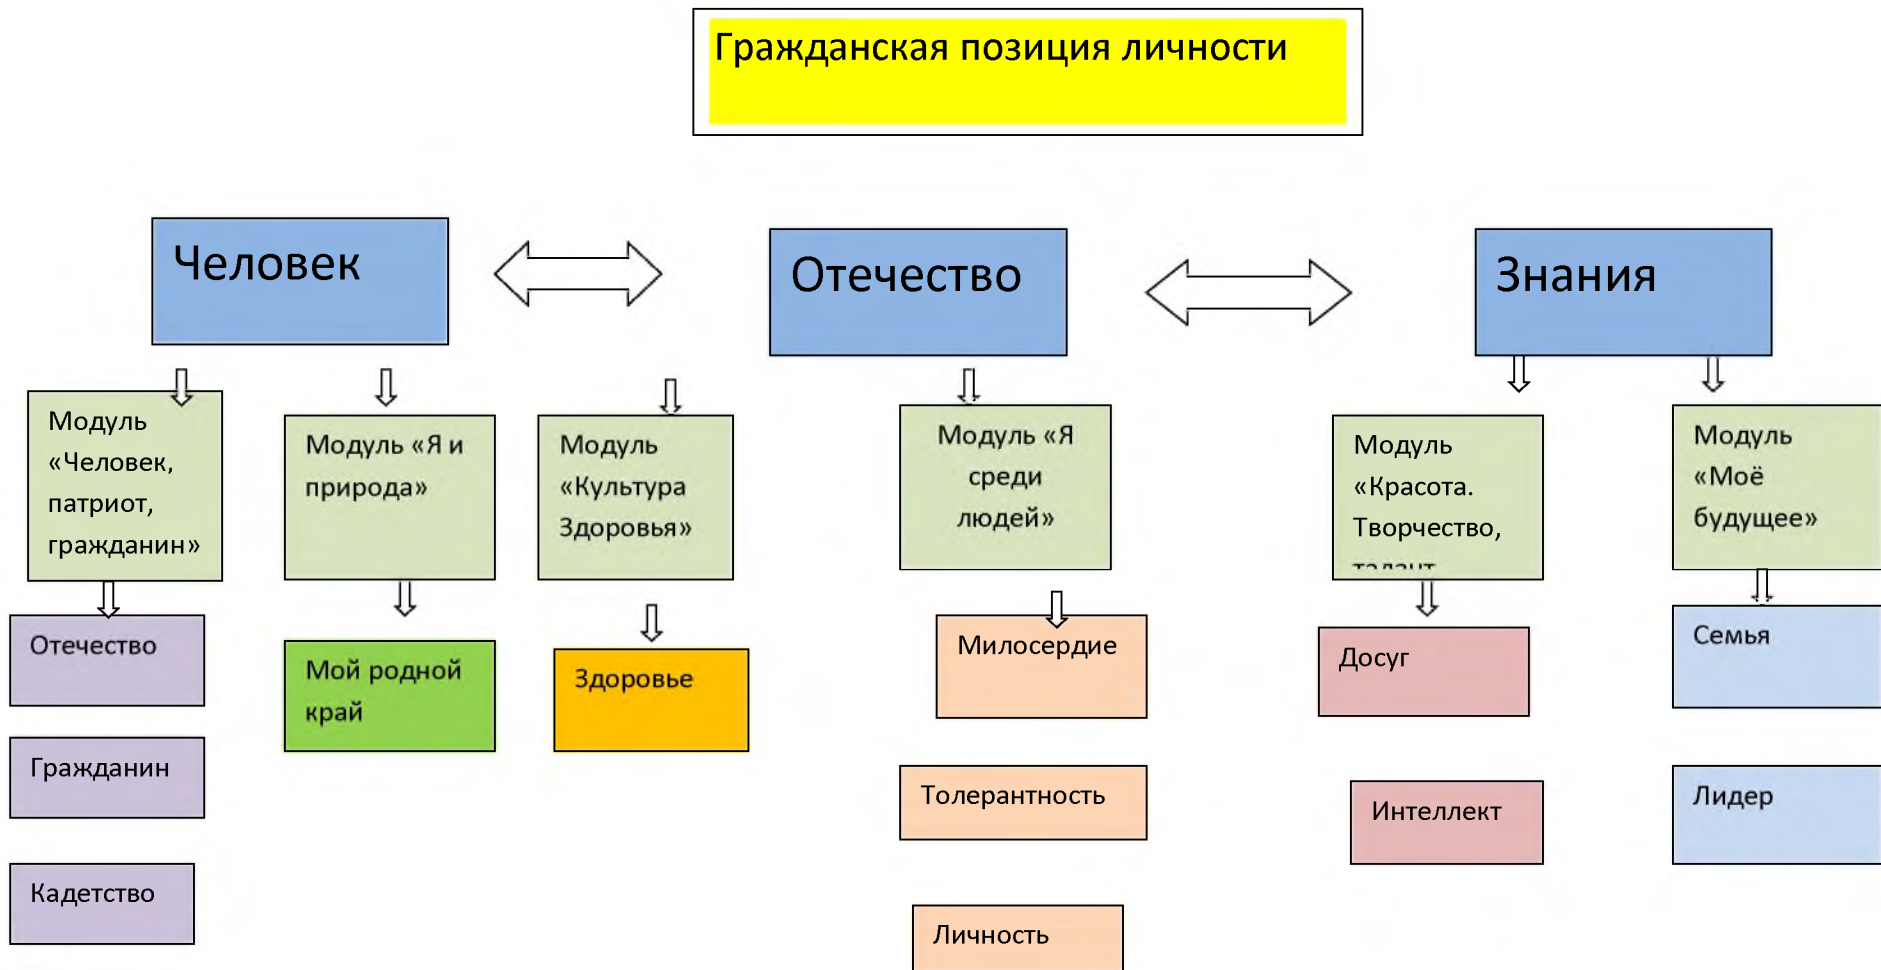 Гражданская позиция личности
Человек
Отечество
Знания
Модуль
«Человек,
патриот,
гражданин»
Модуль «Я и
природа»
Модуль
«Культура
Здоровья»
Модуль «Я
среди
людей»
Модуль
«Красота.
Творчество,
Модуль
«Моё
будущее»
Отечество
Мой родной
край
Здоровье
Милосердие
Досуг
Семья
Гражданин
Толерантность
Интеллект
Лидер
Кадетство
Личность